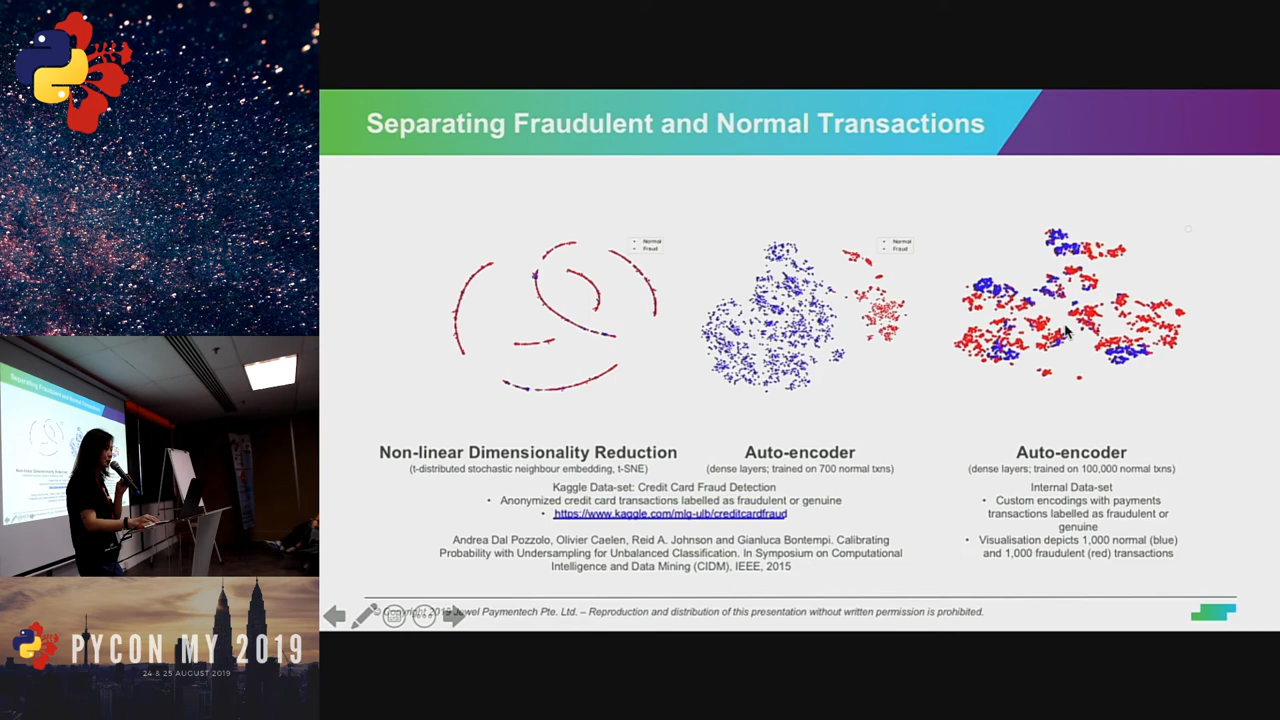 Separating Fraudulent and Normal Transactions
Normal
Fraud
Normal
Fraud
Non-linear Dimensionality Reduction
(t-distributed stochastic neighbour embedding, t-SNE)
Auto-encoder
(dense layers; trained on 700 normal txns)
Kaggle Data-set: Credit Card Fraud Detection
• Anonymized credit card transactions labelled as fraudulent or genuine
• https://www.kaggle.com/mlg-ulb/creditcardfraud
Andrea Dal Pozzolo, Olivier Caelen, Reid A. Johnson and Gianluca Bontempi. Calibrating
Probability with Undersampling for Unbalanced Classification. In Symposium on Computational
Intelligence and Data Mining (CIDM), IEEE, 2015
Auto-encoder
(dense layers; trained on 100,000 normal txns)
Internal Data-set
• Custom encodings with payments
transactions labelled as fraudulent or
genuine
• Visualisation depicts 1,000 normal (blue)
and 1,000 fraudulent (red) transactions
© Copyright 2019 Jewel Paymentech Pte. Ltd. – Reproduction and distribution of this presentation without written permission is prohibited.
Separating Fraudulent and Normal Transactions
PYCON MY 2019
24 & 25 AUGUST 2019